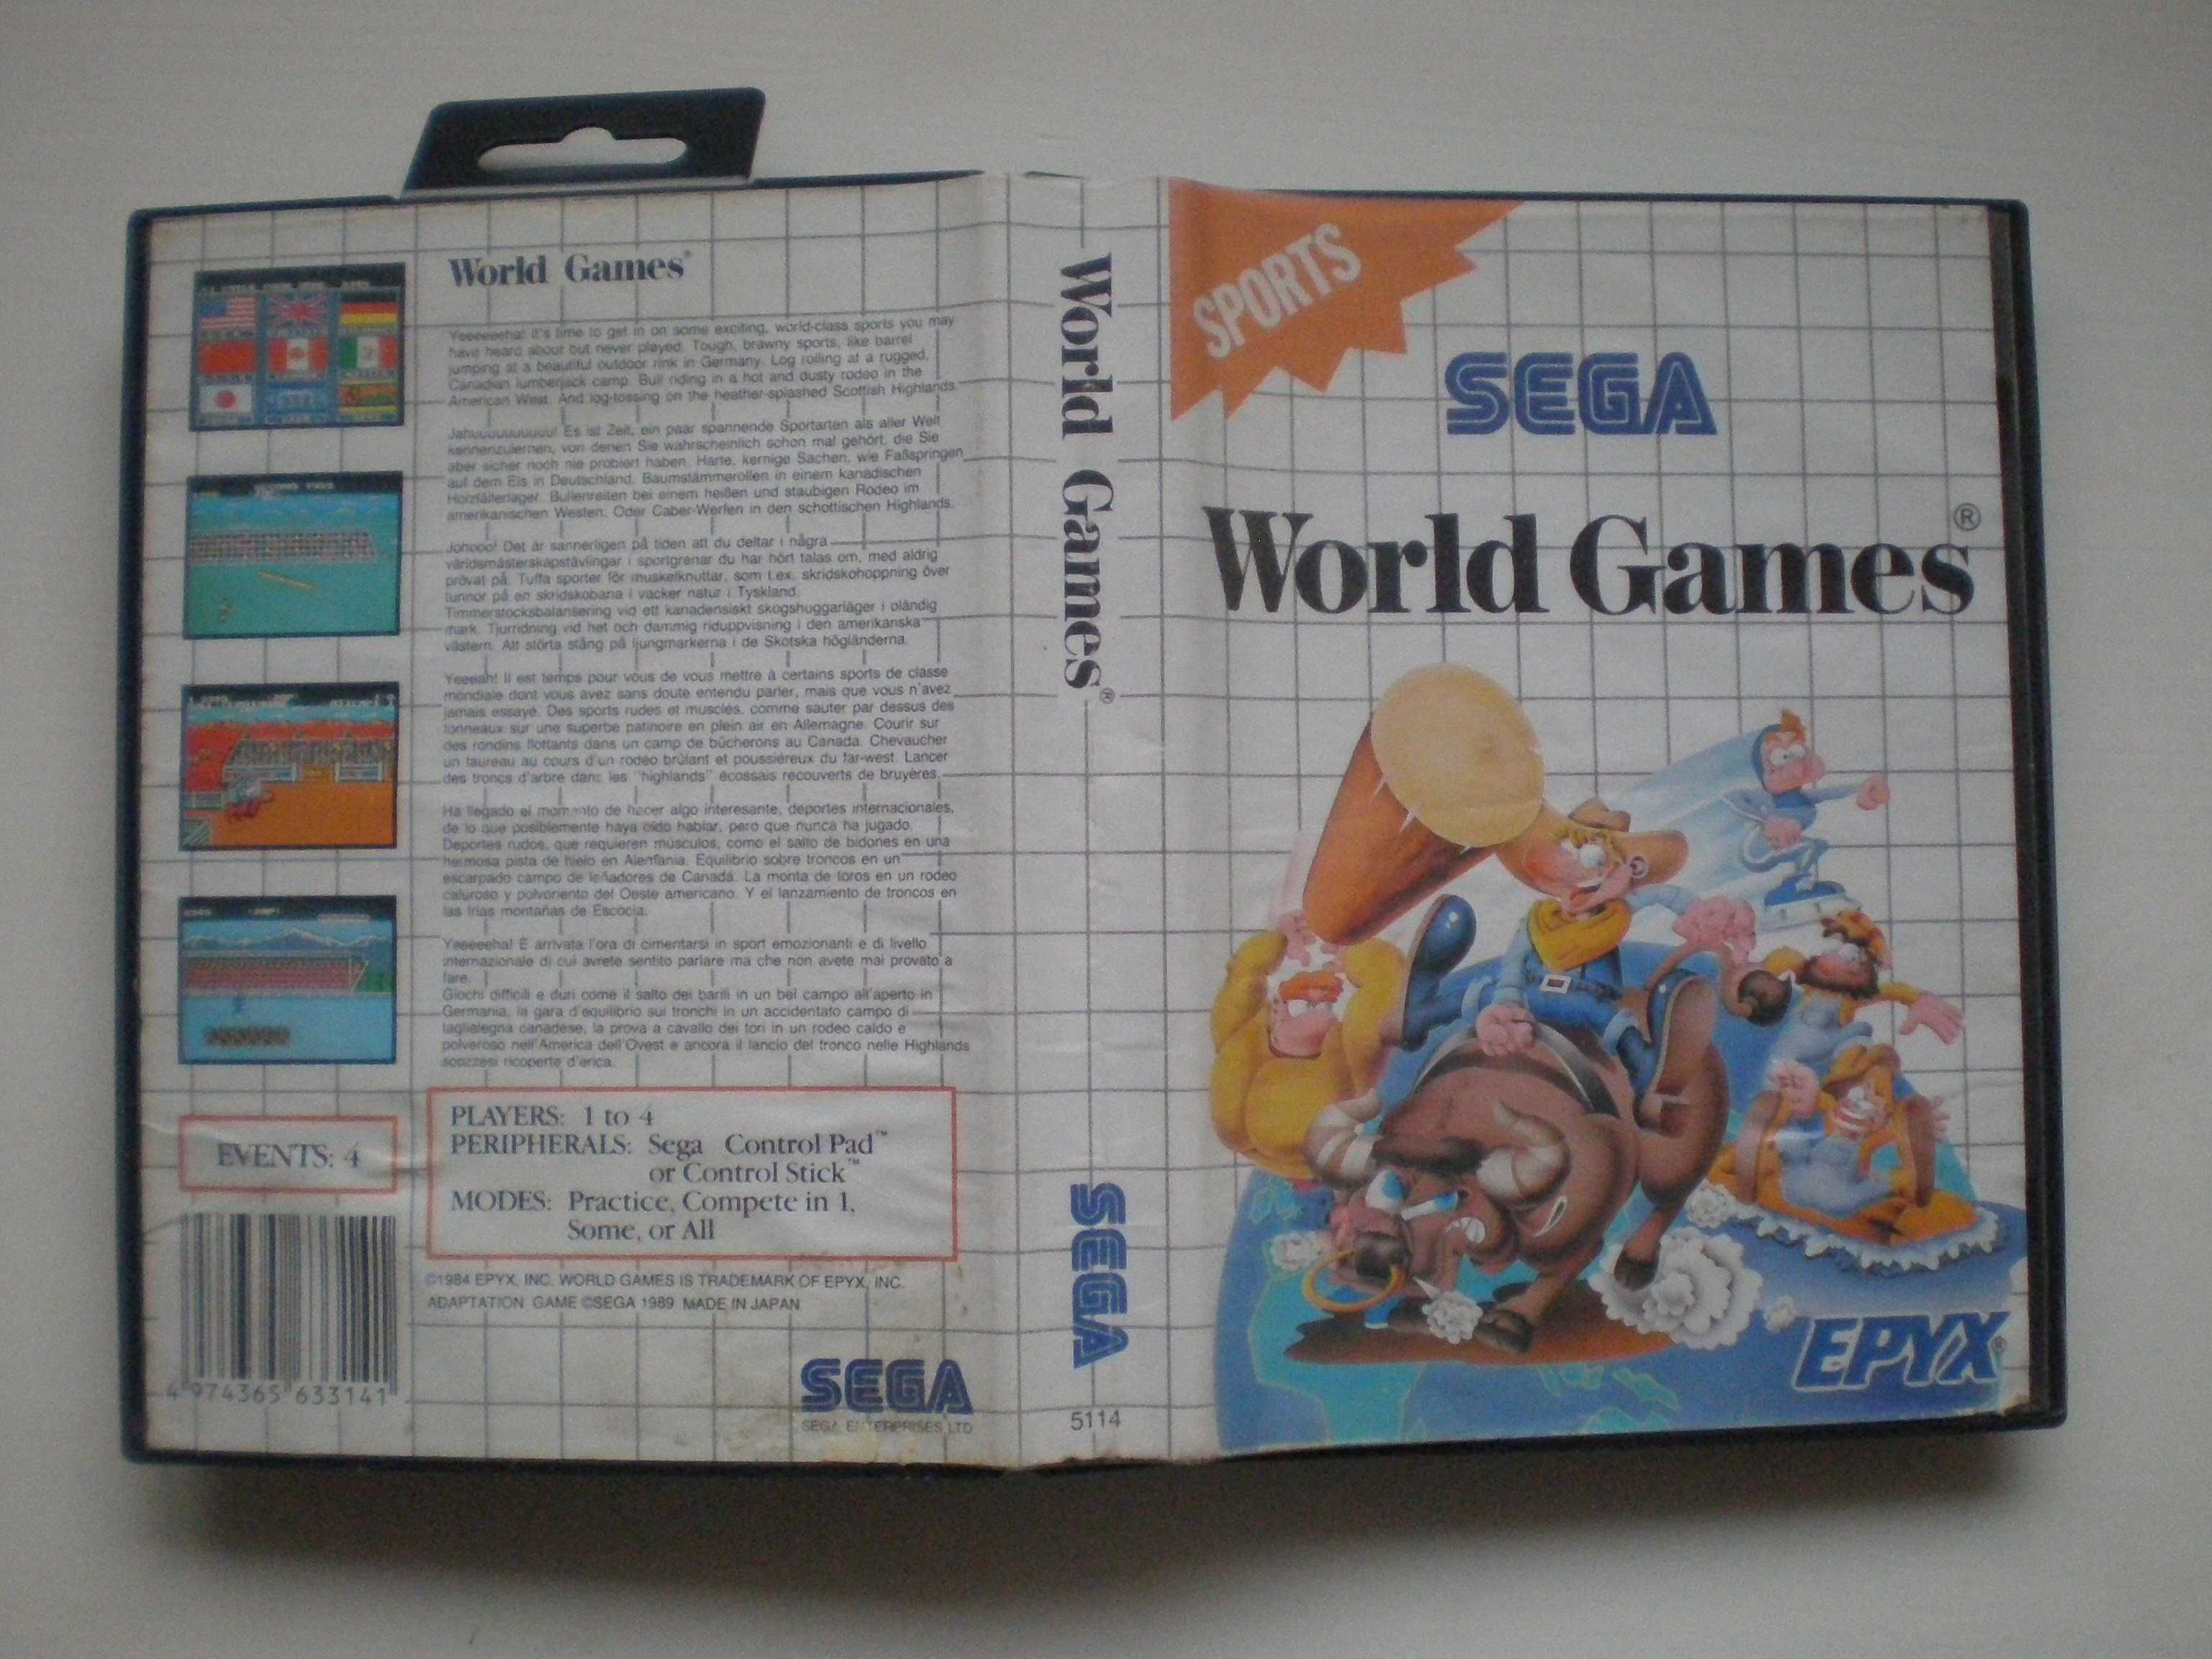 World Games®
Yeeeeeeha! It's time to get in on some exciting, world-class sports you may
have heard about but never played. Tough, brawny sports, like barrel
jumping at a beautiful outdoor rink in Germany. Log rolling at a rugged,
Canadian lumberjack camp. Bull riding in a hot and dusty rodeo in the
American West. And log-tossing on the heather-splashed Scottish Highlands.
Jahuuuuuuuuuu! Es ist Zeit, ein paar spannende Sportarten als aller Welt
kennenzulernen, von denen Sie wahrscheinlich schon mal gehört, die Sie
aber sicher noch nie probiert haben. Harte, kernige Sachen, wie Faßspringen
auf dem Eis in Deutschland. Baumstämmerollen in einem kanadischen
Holzfällerlager. Bullenreiten bei einem heißen und staubigen Rodeo im
amerikanischen Westen. Oder Caber-Werfen in den schottischen Highlands.
Johooo! Det är sannerligen på tiden att du deltar i några
världsmästerskapstävlingar i sportgrenar du har hört talas om, med aldrig
prövat på. Tuffa sporter för muskelknuttar, som t.ex. skridskohoppning över
tunnor på en skridskobana i vacker natur i Tyskland.
Timmerstocksbalansering vid ett kanadensiskt skogshuggarläger i oländig
mark. Tjurridning vid het och dammig riduppvisning i den amerikanska
västern. Att störta stång på ljungmarkerna i de Skotska högländerna.
Yeeeah! Il est temps pour vous de vous mettre à certains sports de classe
mondiale dont vous avez sans doute entendu parler, mais que vous n'avez
jamais essayé. Des sports rudes et musclés, comme sauter par dessus des
tonneaux sur une superbe patinoire en plein air en Allemagne. Courir sur
des rondins flottants dans un camp de bûcherons au Canada. Chevaucher
un taureau au cours d'un rodéo brûlant et poussiéreux du far-west. Lancer
des troncs d'arbre dans les "highlands" écossais recouverts de bruyères.
Ha llegado el momento de hacer algo interesante, deportes internacionales,
de lo que posiblemente haya oído hablar, pero que nunca ha jugado.
Deportes rudos, que requieren músculos, como el salto de bidones en una
hermosa pista de hielo en Alemania. Equilibrio sobre troncos en un
escarpado campo de leñadores de Canadá. La monta de toros en un rodeo
caluroso y polvoriento del Oeste americano. Y el lanzamiento de troncos en
las frías montañas de Escocia.
Yeeeeeha! È arrivata l'ora di cimentarsi in sport emozionanti e di livello
internazionale di cui avrete sentito parlare ma che non avete mai provato a
fare.
Giochi difficili e duri come il salto dei barili in un bel campo all'aperto in
Germania, la gara d'equilibrio sui tronchi in un accidentato campo di
taglialegna canadese, la prova a cavallo dei tori in un rodeo caldo e
polveroso nell'America dell'Ovest e ancora il lancio del tronco nelle Highlands
scozzesi ricoperte d'erica.
EVENTS: 4
PLAYERS: 1 to 4
PERIPHERALS: Sega Control Pad™
or Control Stick™
MODES: Practice, Compete in 1,
Some, or All
©1984 EPYX, INC. WORLD GAMES IS TRADEMARK OF EPYX, INC.
ADAPTATION GAME ©SEGA 1989 MADE IN JAPAN
4 974365 633141
SEGA
SEGA ENTERPRISES LTD
World Games®
SEGA
5114
SPORTS
SEGA
World Games®
EPYX®